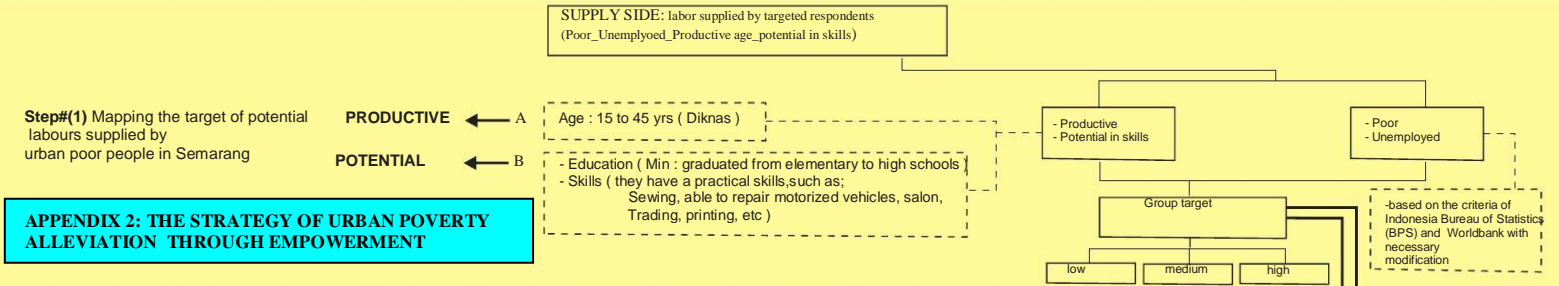 SUPPLY SIDE: labor supplied by targeted respondents
(Poor_Unemplyoed_Productive age_potential in skills)
Step#(1) Mapping the target of potential
labours supplied by
urban poor people in Semarang
PRODUCTIVE
A
Age : 15 to 45 yrs ( Diknas )
POTENTIAL
B
- Education ( Min : graduated from elementary to high schools )
- Skills ( they have a practical skills,such as;
Sewing, able to repair motorized vehicles, salon,
Trading, printing, etc )
- Productive
- Potential in skills
- Poor
- Unemployed
APPENDIX 2: THE STRATEGY OF URBAN POVERTY
ALLEVIATION THROUGH EMPOWERMENT
Group target
-based on the criteria of
Indonesia Bureau of Statistics
(BPS) and Worldbank with
necessary
modification
low
medium
high